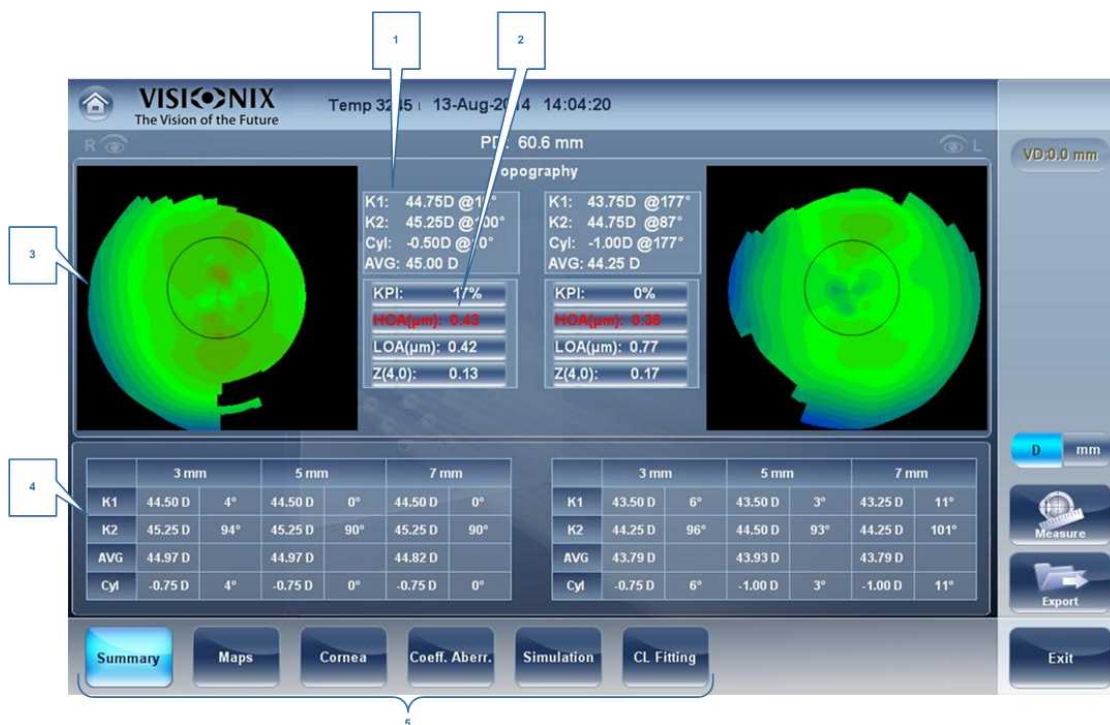 1 2
VISIONIX
The Vision of the Future
Temp 3245 13-Aug-2014 14:04:20
R PD: 60.6 mm L
VD:0.0 mm
opography
K1: 44.75D
K2: 45.25D
Cyl: -0.50D
AVG: 45.00 D
K1: 43.75D @177°
K2: 44.75D @87°
Cyl: -1.00D @177°
AVG: 44.25 D
3
KPI: 17%
HOA(μm): 0.43
LOA(μm): 0.42
Z(4,0): 0.13
KPI: 0%
HOA(μm): 0.38
LOA(μm): 0.77
Z(4,0): 0.17
D mm
4
3 mm 5 mm 7 mm
K1 44.50 D 4° 44.50 D 0° 44.50 D 0°
K2 45.25 D 94° 45.25 D 90° 45.25 D 90°
AVG 44.97 D 44.97 D 44.82 D
Cyl -0.75 D 4° -0.75 D 0° -0.75 D 0°
3 mm 5 mm 7 mm
K1 43.50 D 6° 43.50 D 3° 43.25 D 11°
K2 44.25 D 96° 44.50 D 93° 44.25 D 101°
AVG 43.79 D 43.93 D 43.79 D
Cyl -0.75 D 6° -1.00 D 3° -1.00 D 11°
Measure
Export
Summary Maps Cornea Coeff. Aberr. Simulation CL Fitting Exit
5